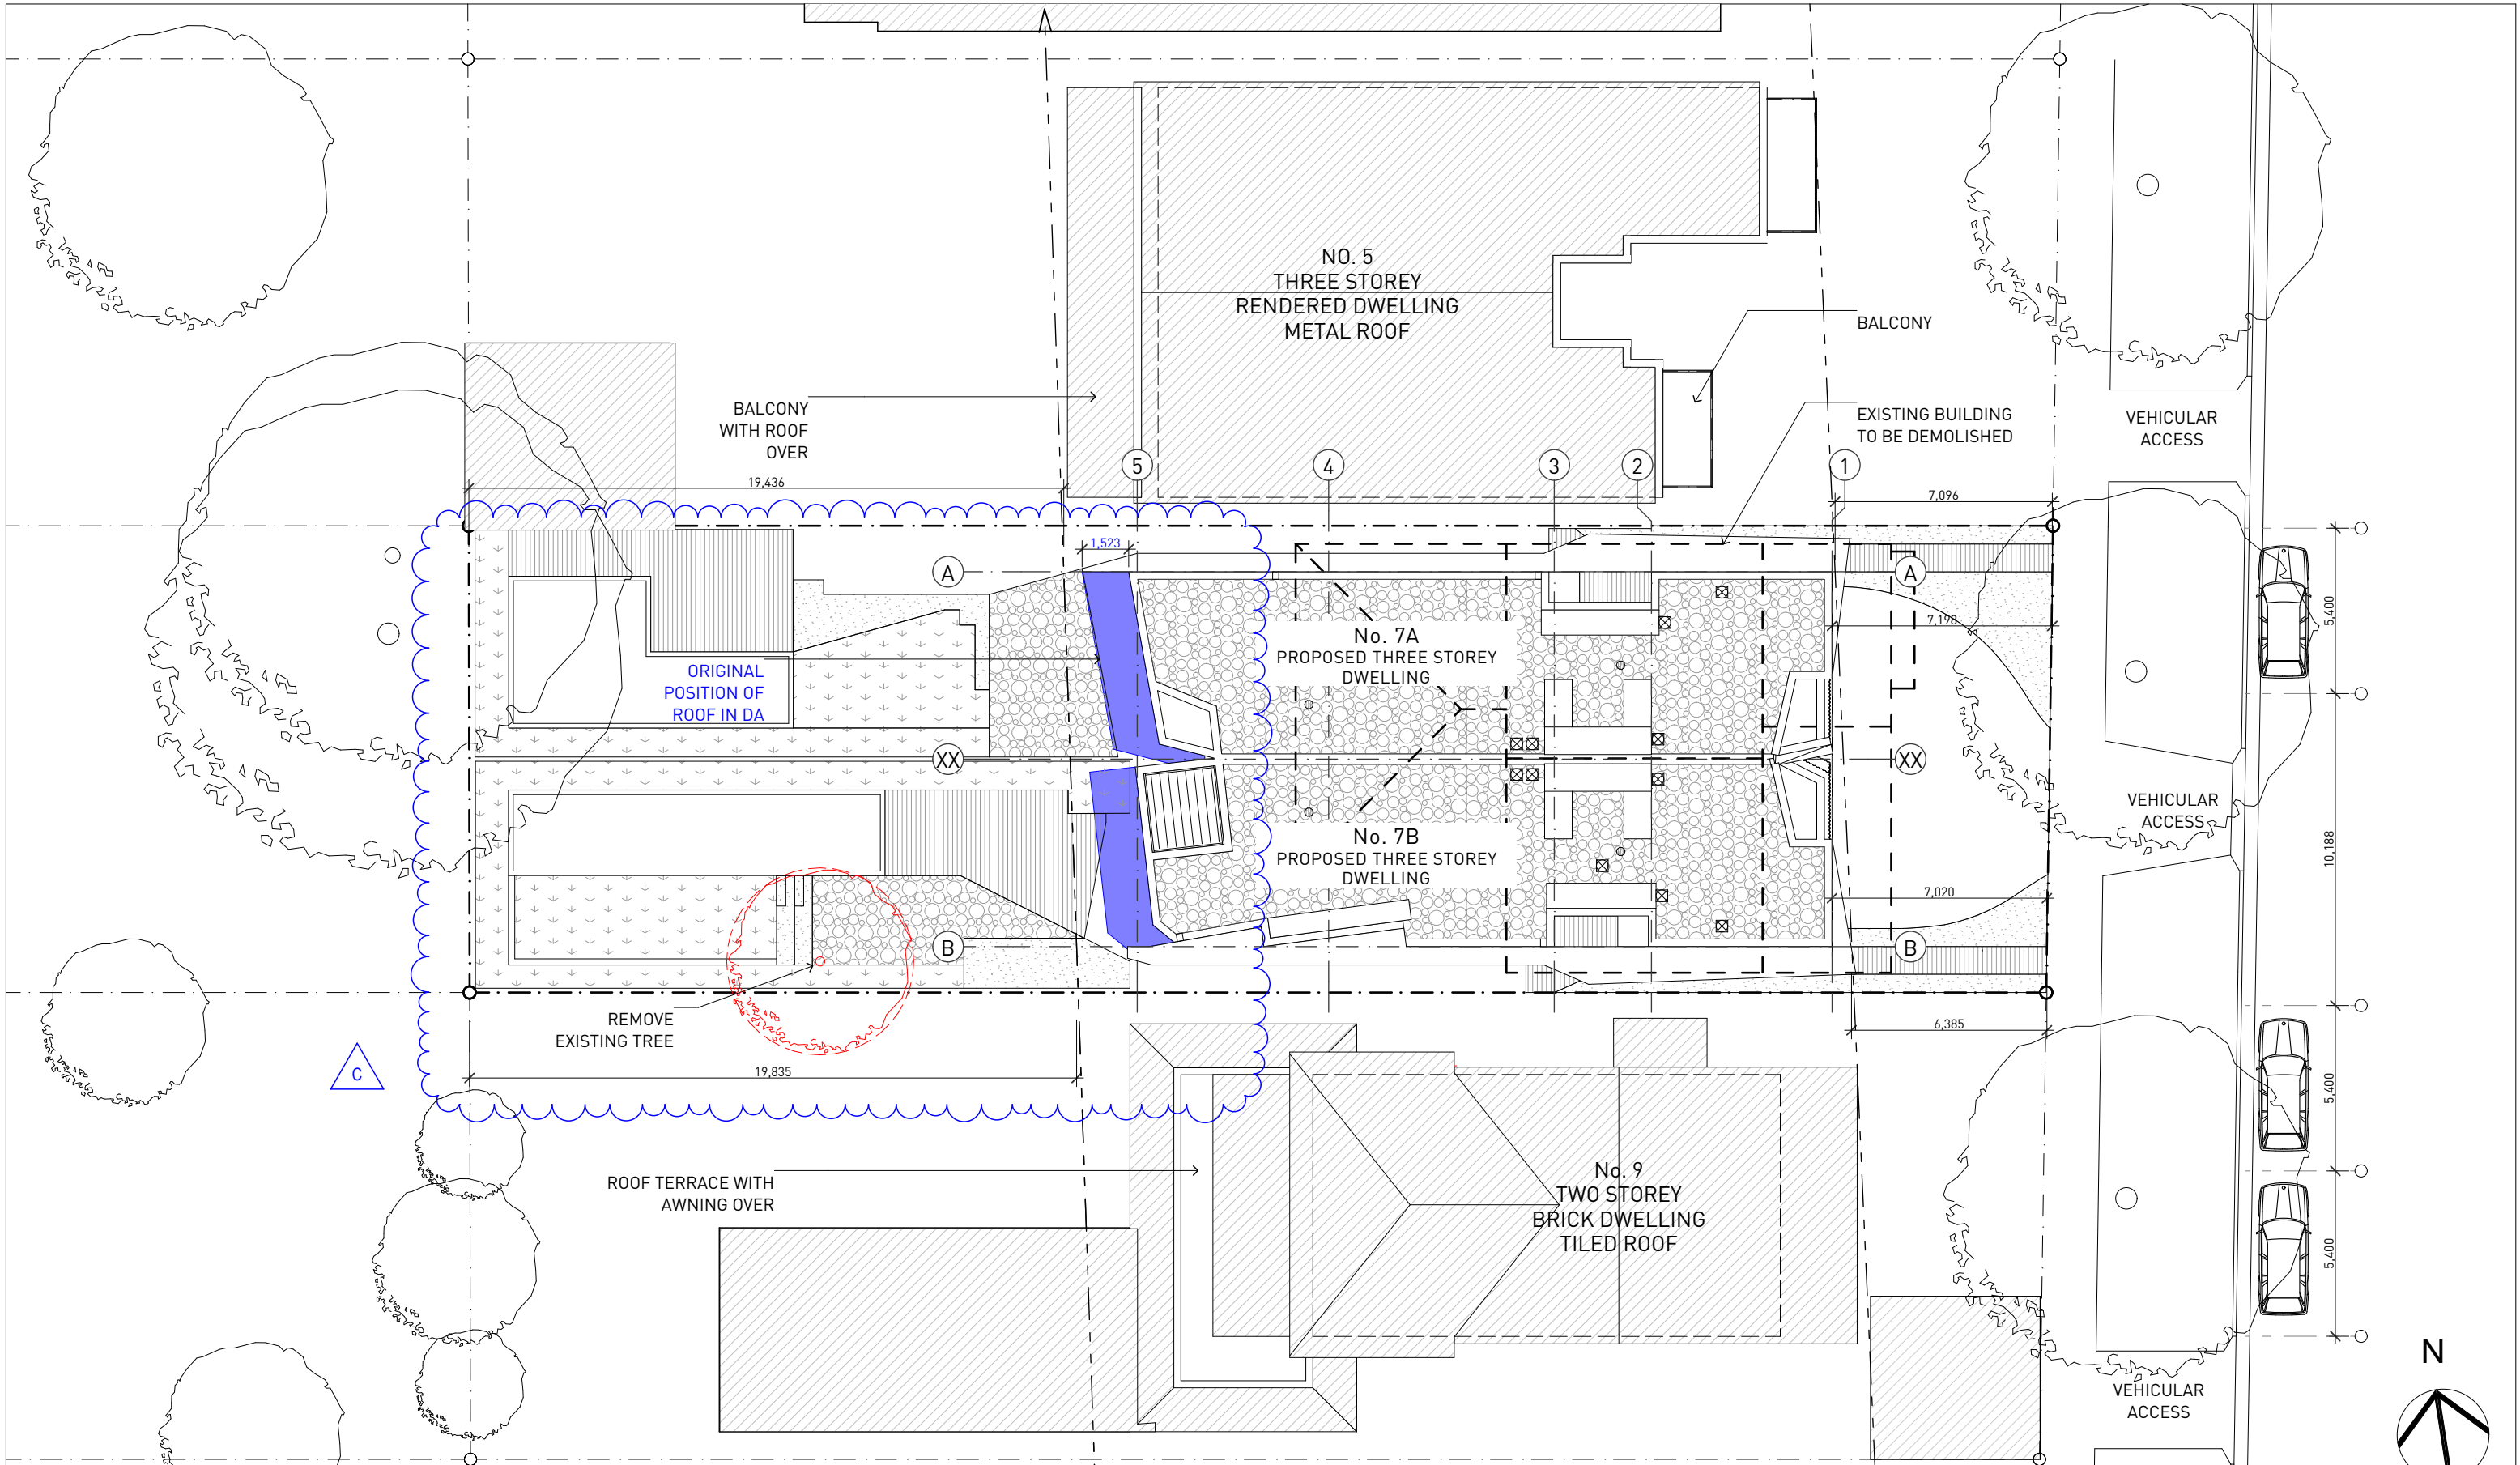 NO. 5
THREE STOREY
RENDERED DWELLING
METAL ROOF
BALCONY
BALCONY
WITH ROOF
OVER
EXISTING BUILDING
TO BE DEMOLISHED
VEHICULAR
ACCESS
5
4
3
2
1
19,436
7,096
1,523
A
A
5,400
7,198
No. 7A
PROPOSED THREE STOREY
DWELLING
ORIGINAL
POSITION OF
ROOF IN DA
XX
XX
VEHICULAR
ACCESS
No. 7B
PROPOSED THREE STOREY
DWELLING
10,188
7,020
B
B
REMOVE
EXISTING TREE
6,385
C
19,835
5,400
ROOF TERRACE WITH
AWNING OVER
No. 9
TWO STOREY
BRICK DWELLING
TILED ROOF
5,400
N
VEHICULAR
ACCESS